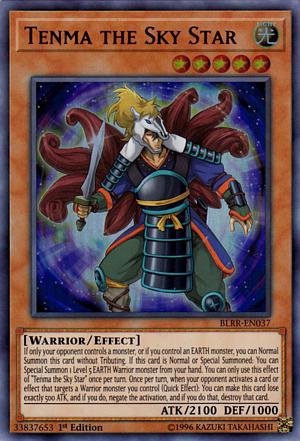 TENMA THE SKY STAR
LIGHT
光
BLRR-EN037
[WARRIOR/EFFECT]
If only your opponent controls a monster, or if you control an EARTH monster, you can Normal
Summon this card without Tributing. If this card is Normal or Special Summoned: You can
Special Summon 1 Level 5 EARTH Warrior monster from your hand. You can only use this effect
of "Tenma the Sky Star" once per turn. Once per turn, when your opponent activates a card or
effect that targets a Warrior monster you control (Quick Effect): You can make this card lose
exactly 500 ATK, and if you do, negate the activation, and if you do that, destroy that card.
ATK/2100 DEF/1000
33837653 1st Edition ©1996 KAZUKI TAKAHASHI